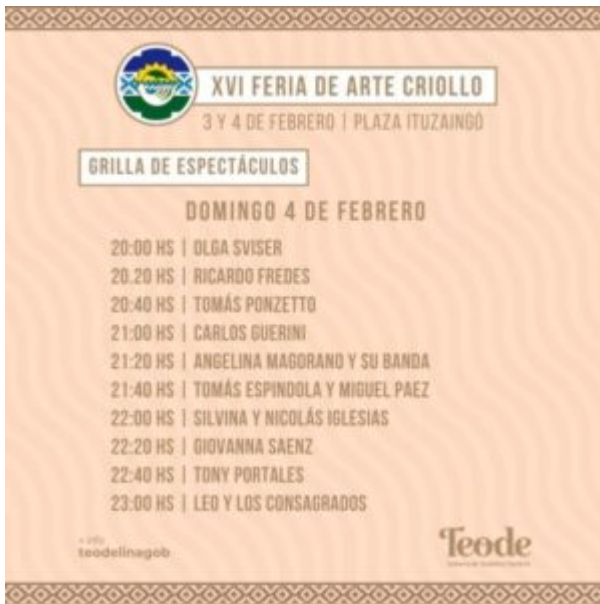 XVI FERIA DE ARTE CRIOLLO
3 Y 4 DE FEBRERO | PLAZA ITUZAINGÓ
GRILLA DE ESPECTÁCULOS
DOMINGO 4 DE FEBRERO
20:00 HS | OLGA SVISER
20.20 HS | RICARDO FREDES
20:40 HS | TOMÁS PONZETTO
21:00 HS | CARLOS GUERINI
21:20 HS | ANGELINA MAGORANO Y SU BANDA
21:40 HS | TOMÁS ESPINDOLA Y MIGUEL PAEZ
22:00 HS | SILVINA Y NICOLÁS IGLESIAS
22:20 HS | GIOVANNA SAENZ
22:40 HS | TONY PORTALES
23:00 HS | LEO Y LOS CONSAGRADOS
+ info
teodelinagob
Teode